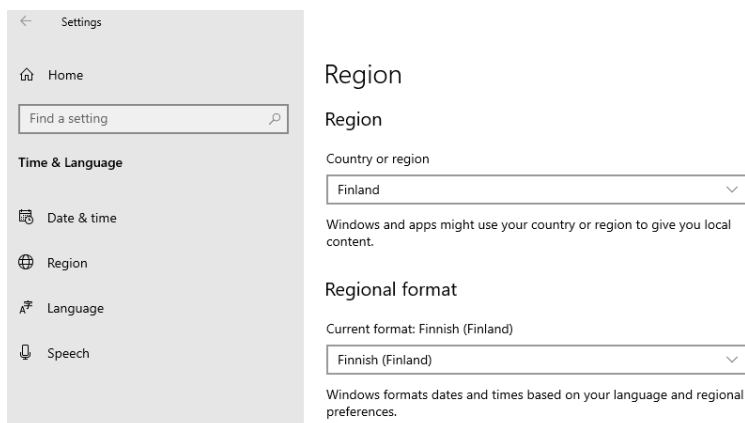 Settings
Home
Find a setting
Time & Language
Date & time
Region
Language
Speech
Region
Region
Country or region
Finland
Windows and apps might use your country or region to give you local
content.
Regional format
Current format: Finnish (Finland)
Finnish (Finland)
Windows formats dates and times based on your language and regional
preferences.